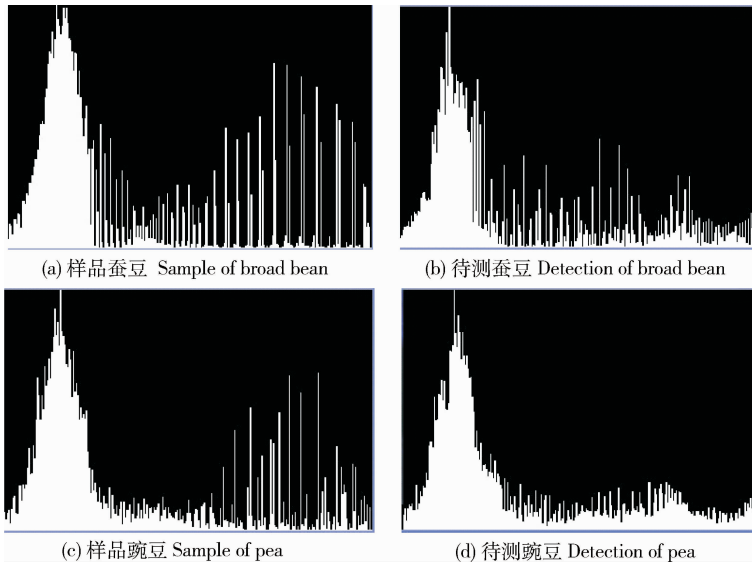 (a) 样品蚕豆 Sample of broad bean
(b) 待测蚕豆 Detection of broad bean
(c) 样品豌豆 Sample of pea
(d) 待测豌豆 Detection of pea